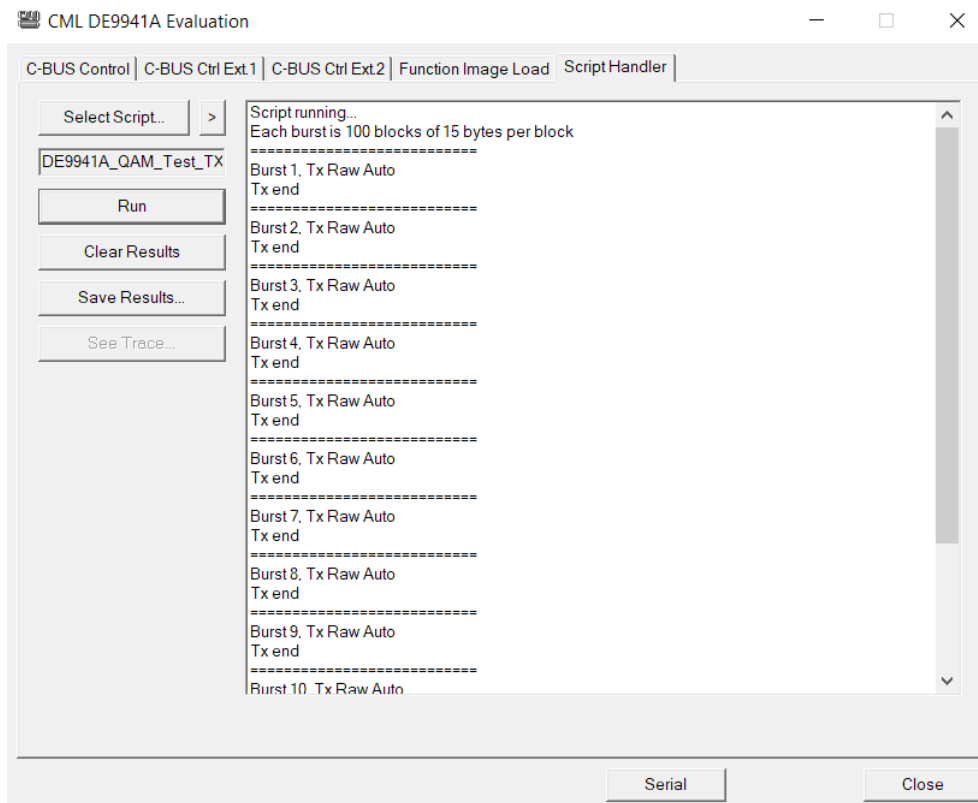 CML DE9941A Evaluation
C-BUS Control
C-BUS Ctrl Ext.1
C-BUS Ctrl Ext.2
Function Image Load
Script Handler
Select Script...
>
DE9941A_QAM_Test_TX
Run
Clear Results
Save Results...
See Trace...
Script running...
Each burst is 100 blocks of 15 bytes per block
===========================
Burst 1, Tx Raw Auto
Tx end
===========================
Burst 2, Tx Raw Auto
Tx end
===========================
Burst 3, Tx Raw Auto
Tx end
===========================
Burst 4, Tx Raw Auto
Tx end
===========================
Burst 5, Tx Raw Auto
Tx end
===========================
Burst 6, Tx Raw Auto
Tx end
===========================
Burst 7, Tx Raw Auto
Tx end
===========================
Burst 8, Tx Raw Auto
Tx end
===========================
Burst 9, Tx Raw Auto
Tx end
===========================
Burst 10, Tx Raw Auto
Serial
Close